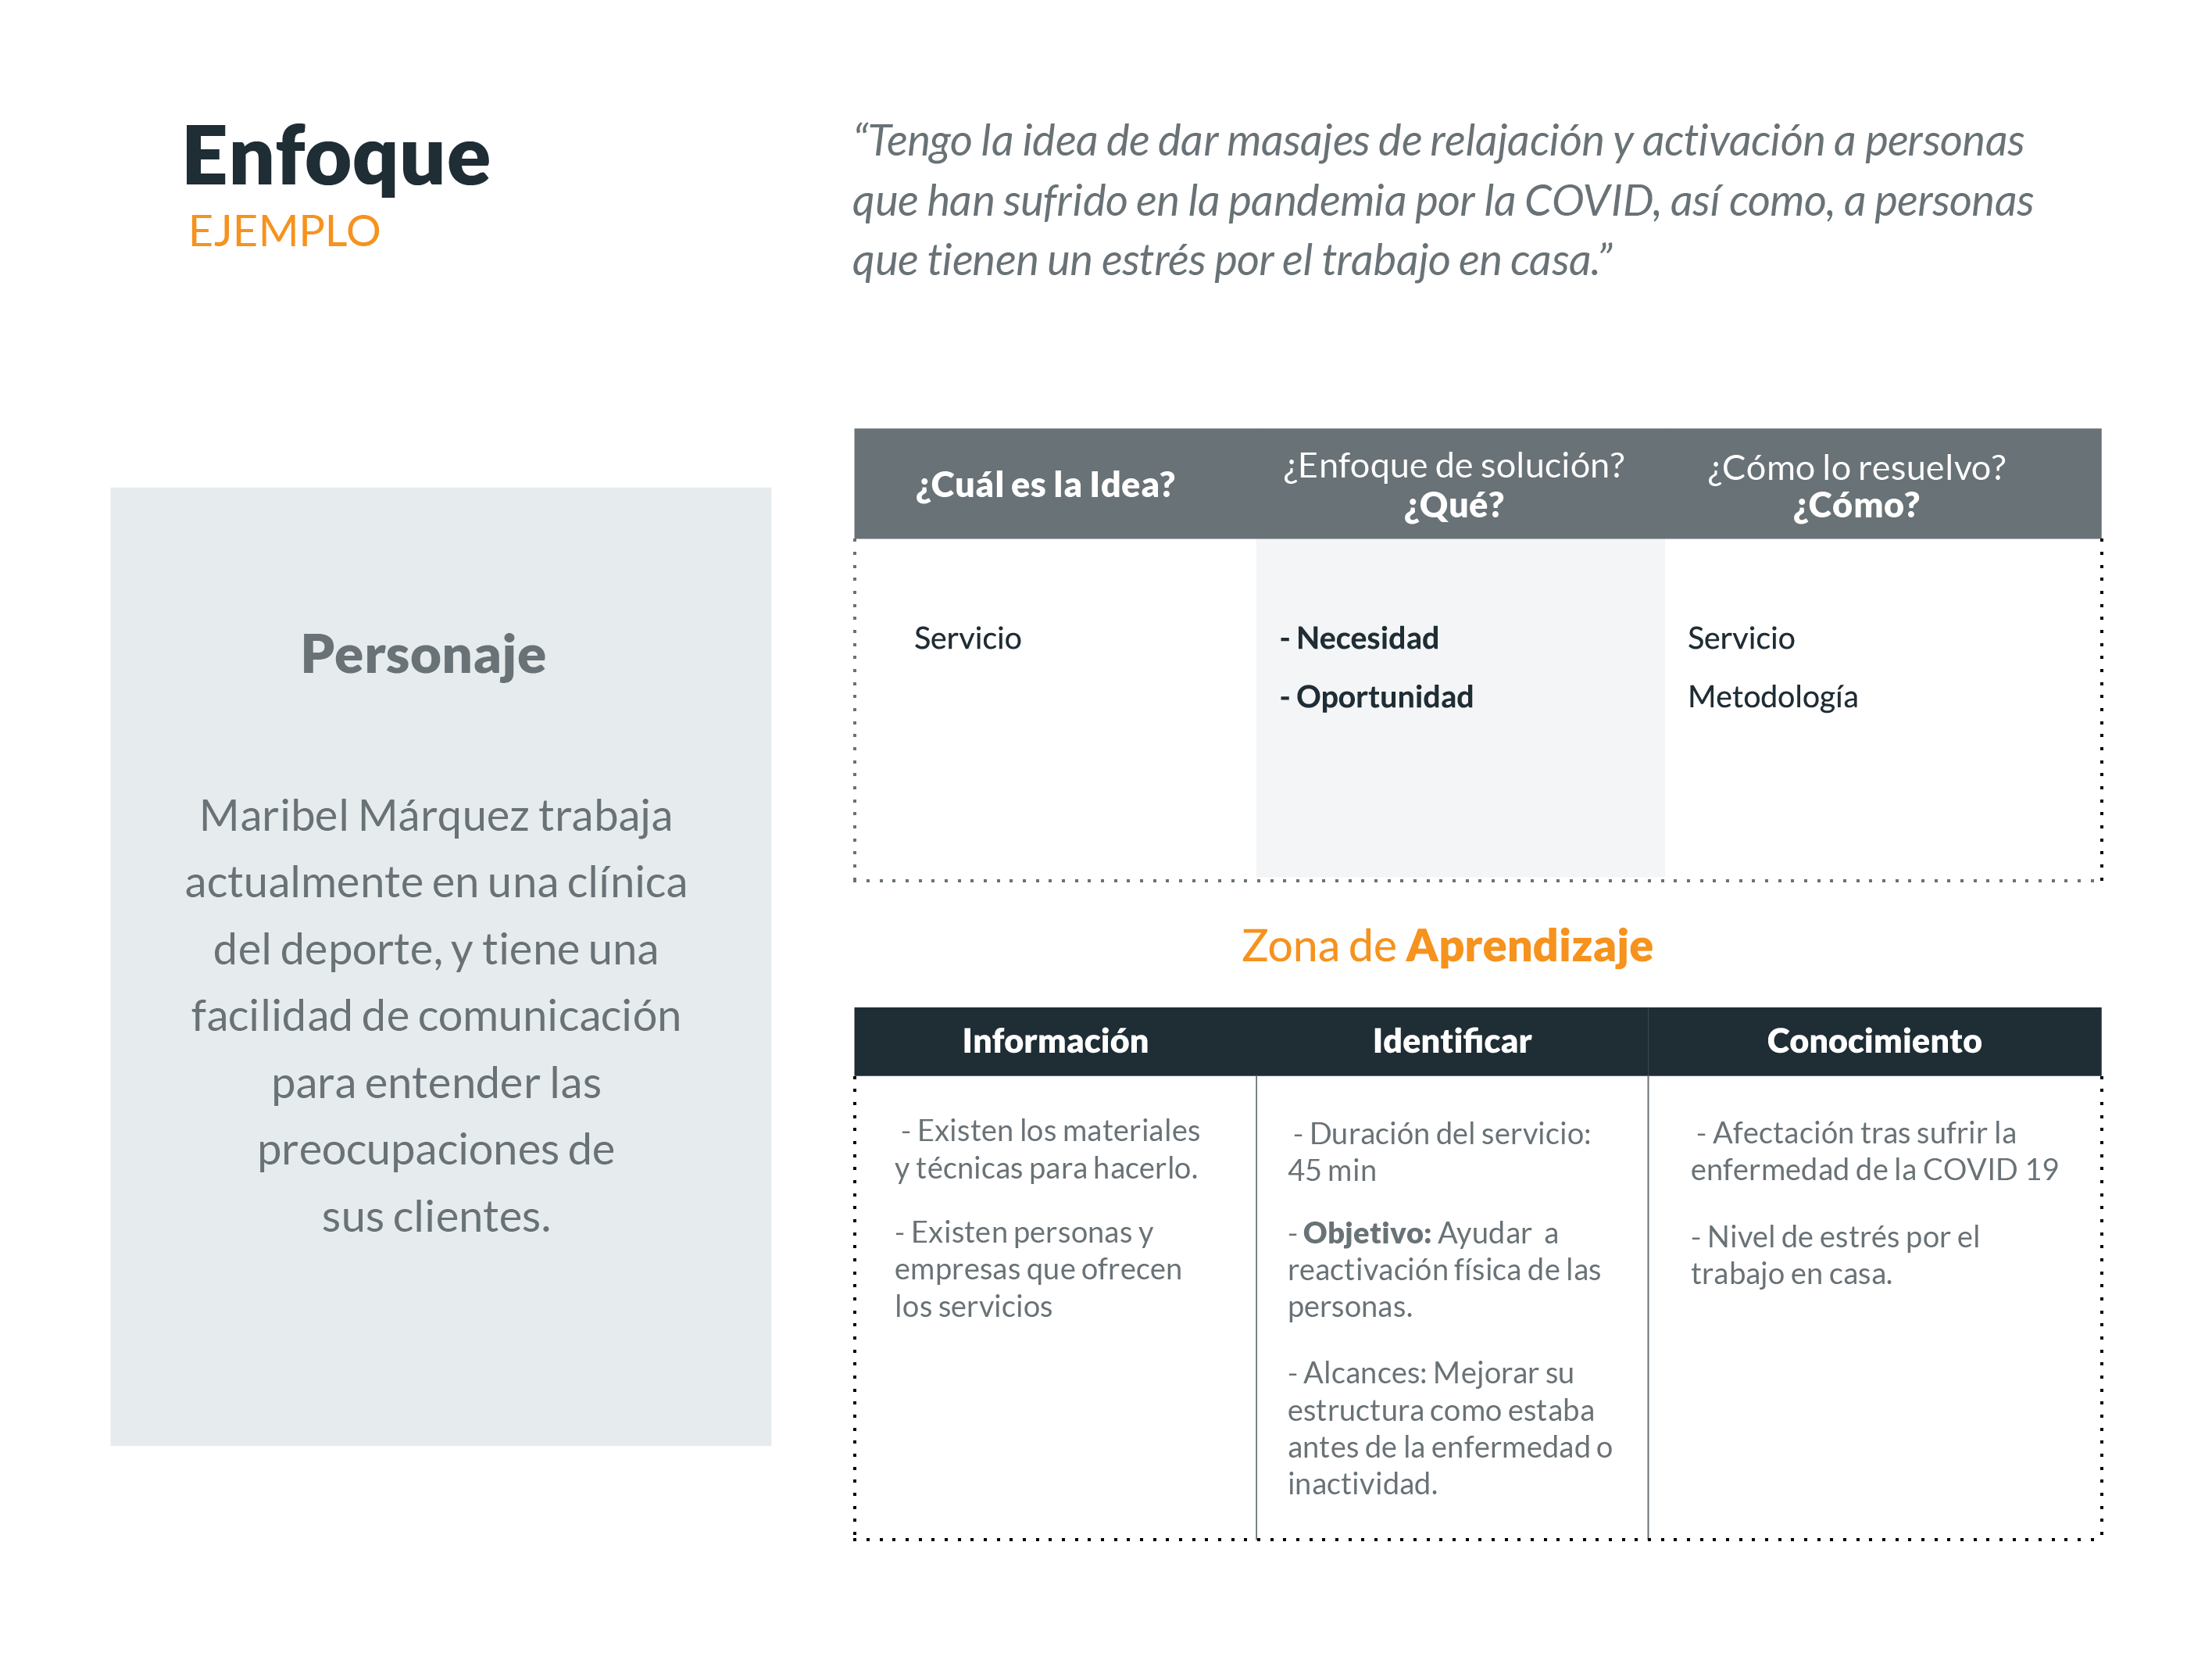 Enfoque
EJEMPLO
“Tengo la idea de dar masajes de relajación y activación a personas
que han sufrido en la pandemia por la COVID, así como, a personas
que tienen un estrés por el trabajo en casa.”
Personaje
Maribel Márquez trabaja
actualmente en una clínica
del deporte, y tiene una
facilidad de comunicación
para entender las
preocupaciones de
sus clientes.
¿Cuál es la Idea?
¿Enfoque de solución?
¿Qué?
¿Cómo lo resuelvo?
¿Cómo?
Servicio
- Necesidad
- Oportunidad
Servicio
Metodología
Zona de Aprendizaje
Información
Identificar
Conocimiento
- Existen los materiales
y técnicas para hacerlo.
- Existen personas y
empresas que ofrecen
los servicios
- Duración del servicio:
45 min
- Objetivo: Ayudar  a
reactivación física de las
personas.
- Alcances: Mejorar su
estructura como estaba
antes de la enfermedad o
inactividad.
- Afectación tras sufrir la
enfermedad de la COVID 19
- Nivel de estrés por el
trabajo en casa.